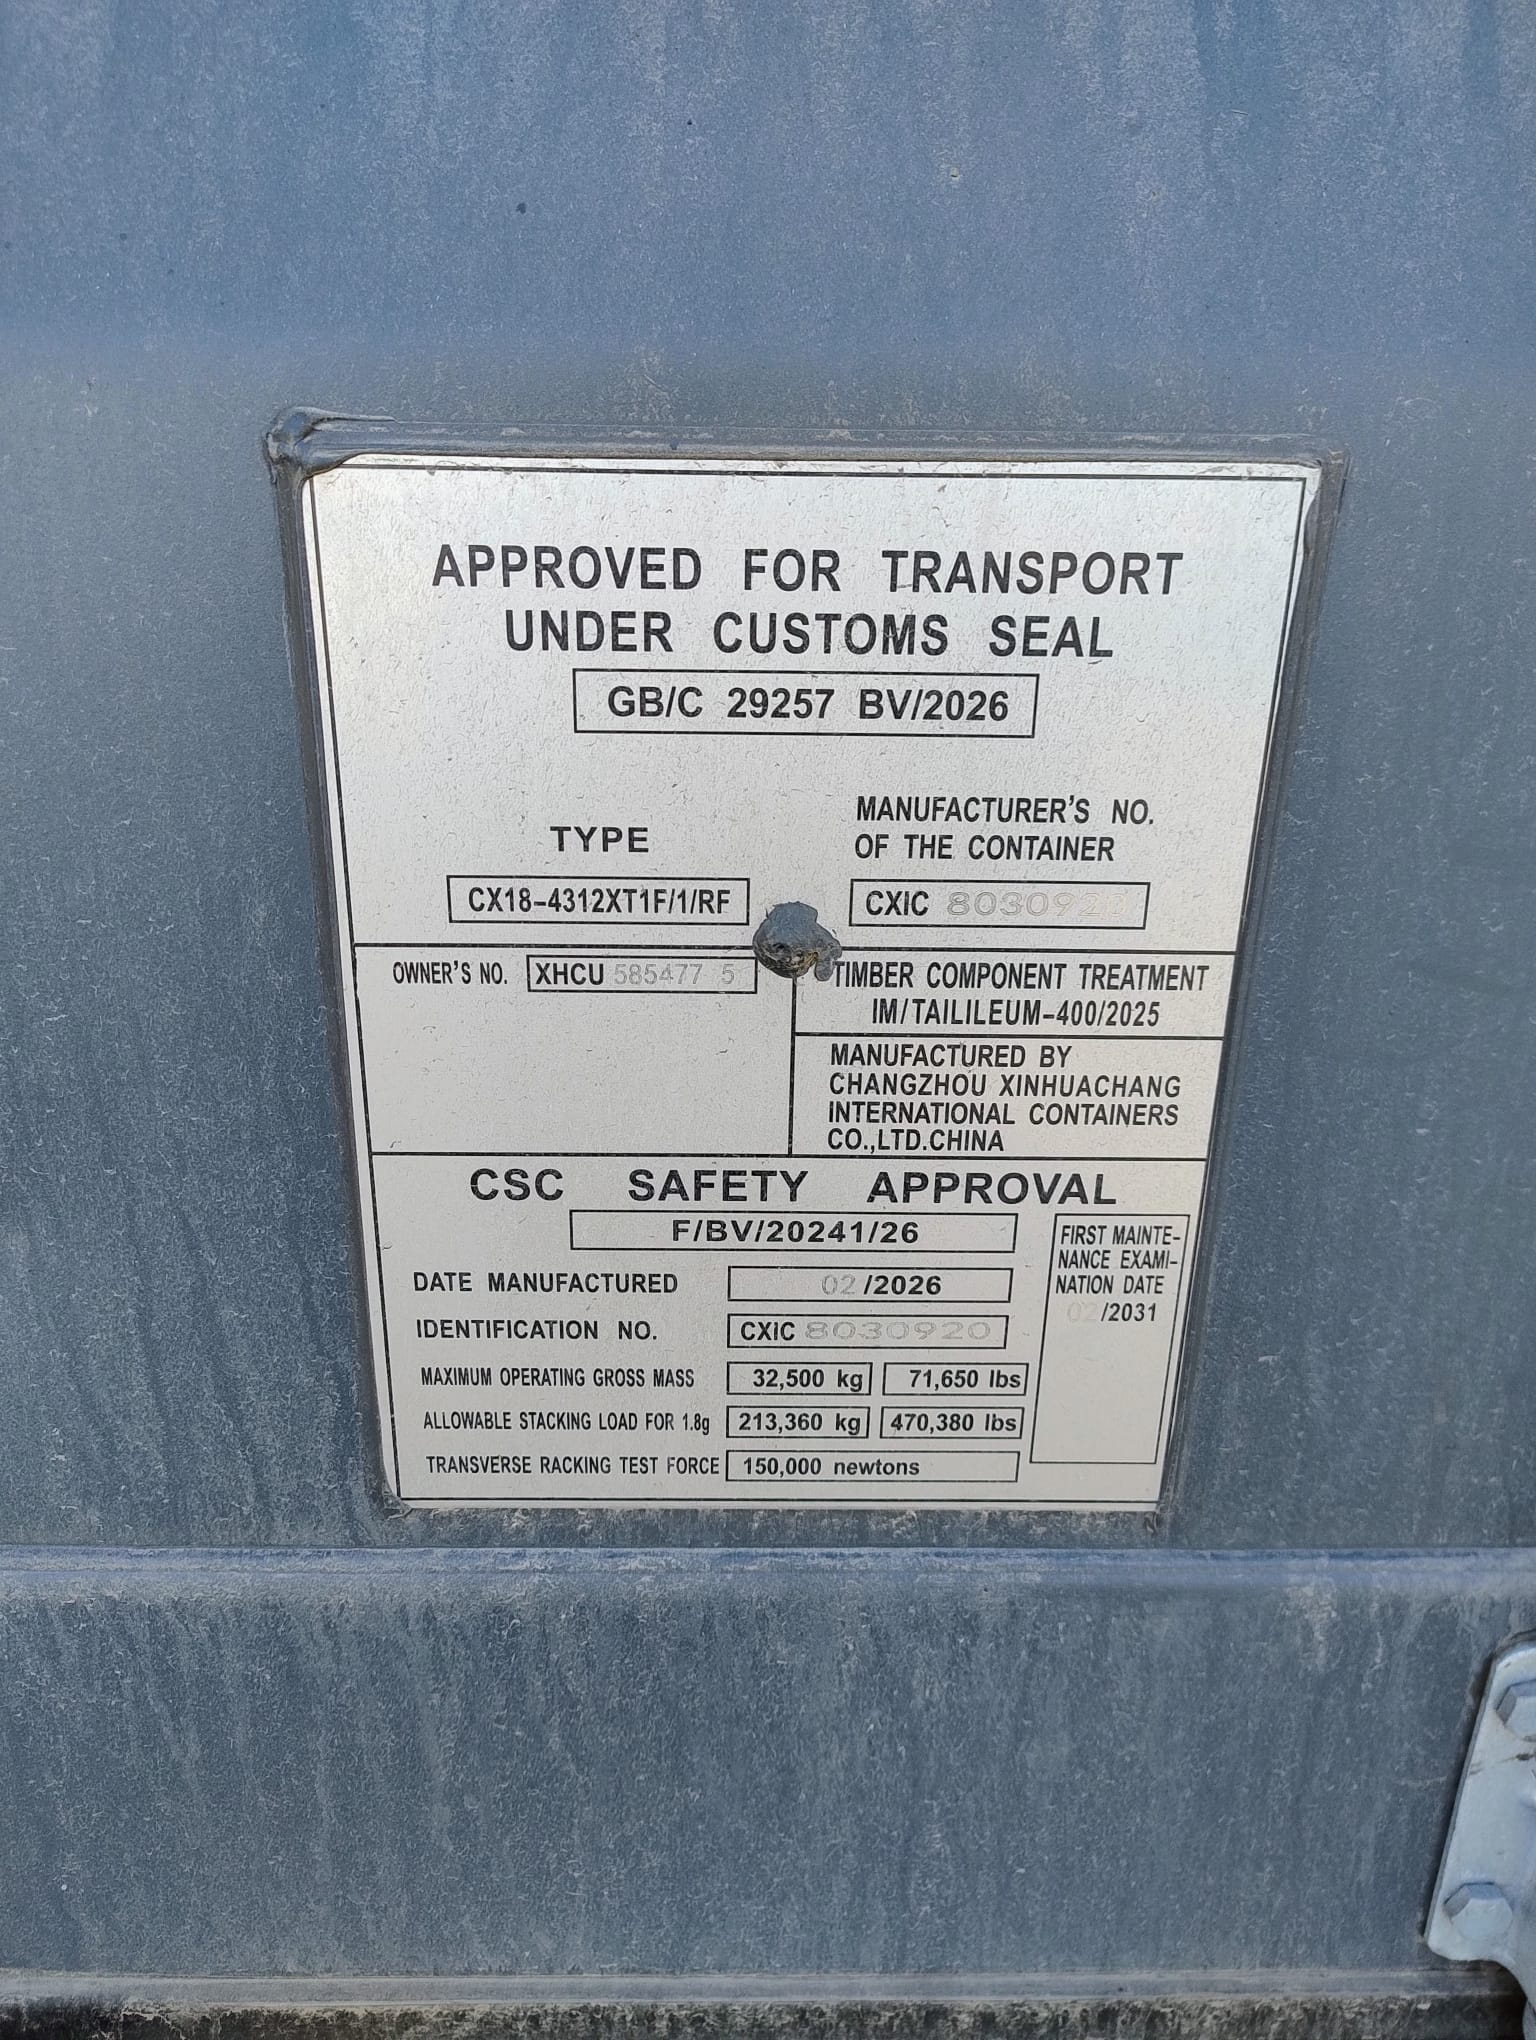 APPROVED FOR TRANSPORT
UNDER CUSTOMS SEAL
GB/C 29257 BV/2026
TYPE
CX18-4312XT1F/1/RF
MANUFACTURER'S NO.
OF THE CONTAINER
CXIC 8030920
OWNER'S NO. XHCU 585477 5
TIMBER COMPONENT TREATMENT
IM/TAILILEUM-400/2025
MANUFACTURED BY
CHANGZHOU XINHUACHANG
INTERNATIONAL CONTAINERS
CO.,LTD.CHINA
CSC SAFETY APPROVAL
F/BV/20241/26
DATE MANUFACTURED 02/2026
IDENTIFICATION NO. CXiC 8030920
MAXIMUM OPERATING GROSS MASS 32,500 kg 71,650 lbs
ALLOWABLE STACKING LOAD FOR 1.8g 213,360 kg 470,380 lbs
TRANSVERSE RACKING TEST FORCE 150,000 newtons
FIRST MAINTE-
NANCE EXAMI-
NATION DATE
02/2031